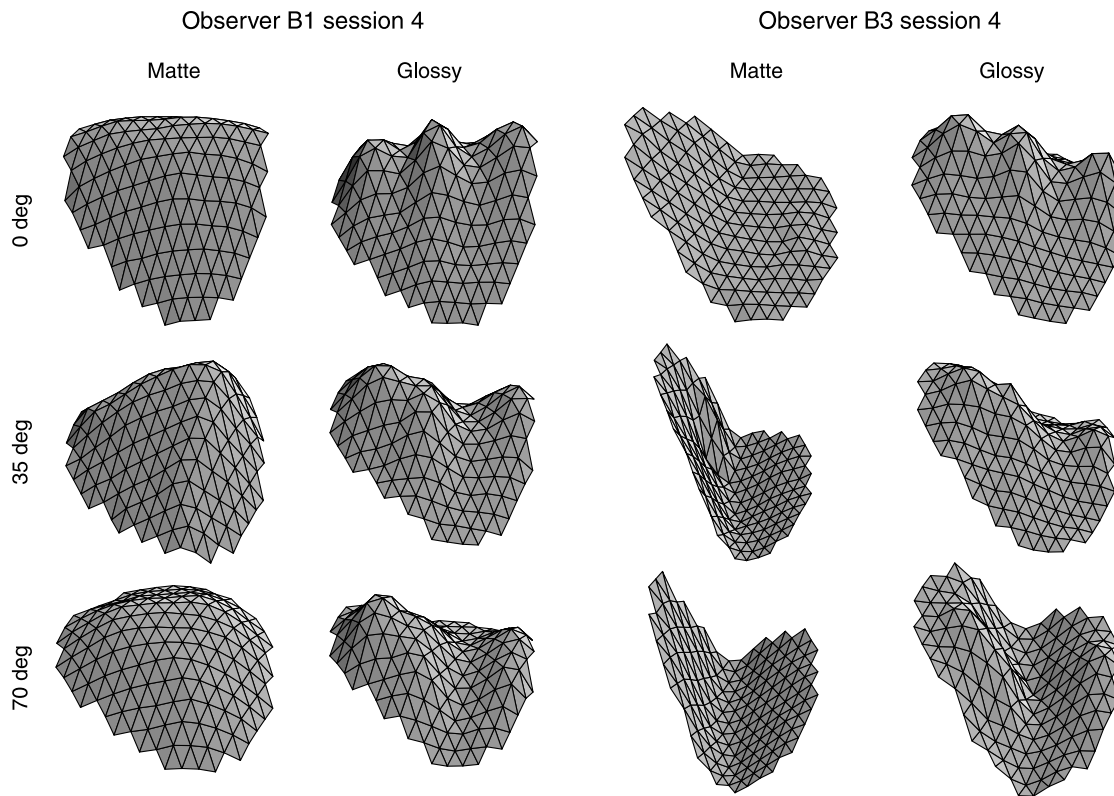 Observer B1 session 4
Observer B3 session 4
Matte
Glossy
Matte
Glossy
0 deg
35 deg
70 deg